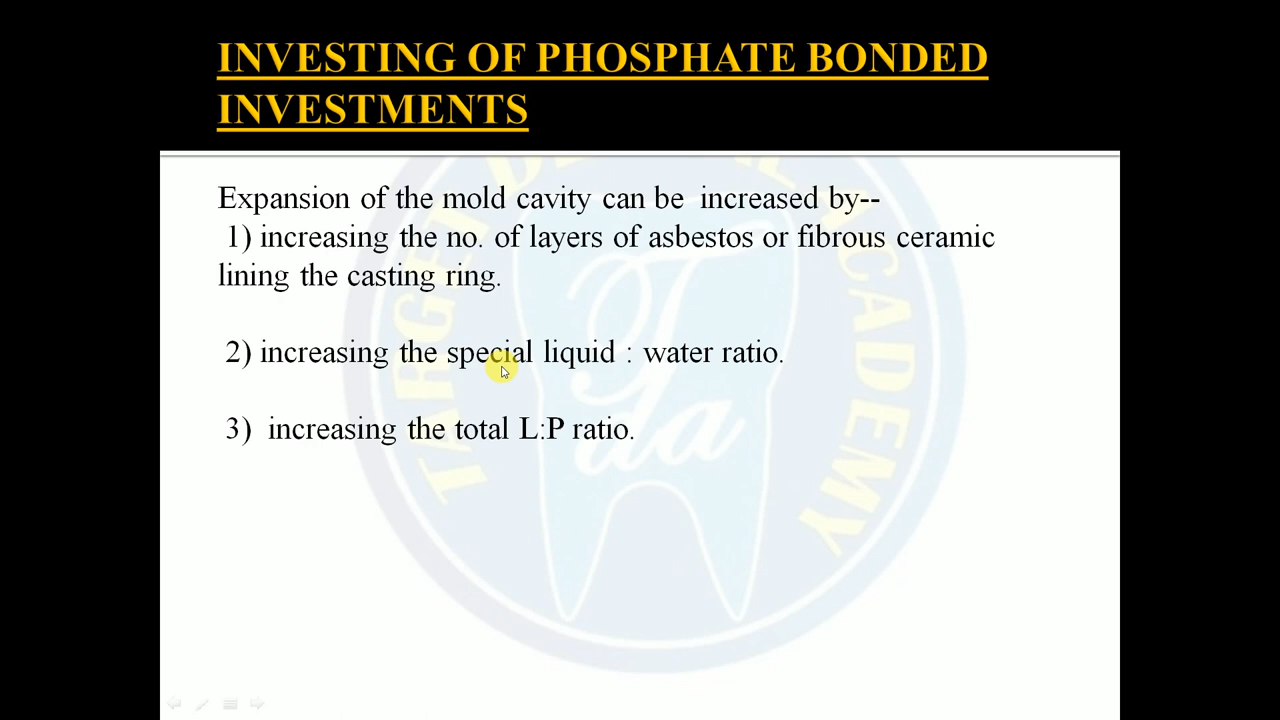 INVESTING OF PHOSPHATE BONDED
INVESTMENTS
Expansion of the mold cavity can be increased by--
1) increasing the no. of layers of asbestos or fibrous ceramic
lining the casting ring.
2) increasing the special liquid : water ratio.
3) increasing the total L:P ratio.